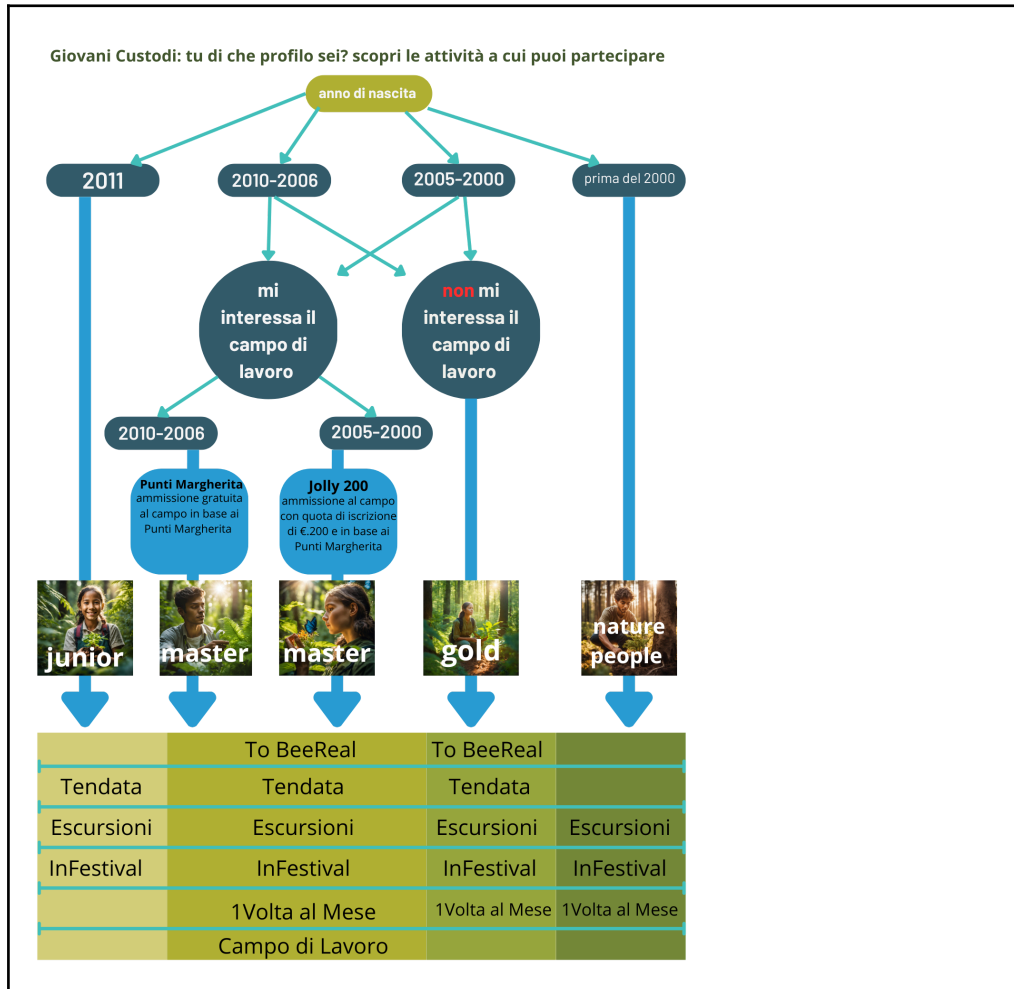 Giovani Custodi: tu di che profilo sei? scopri le attività a cui puoi partecipare
anno di nascita
2011
2010-2006
2005-2000
prima del 2000
mi
interessa il
campo di
lavoro
non mi
interessa il
campo di
lavoro
2010-2006
2005-2000
Punti Margherita
ammissione gratuita
al campo in base ai
Punti Margherita
Jolly 200
ammissione al campo
con quota di iscrizione
di €.200 e in base ai
Punti Margherita
junior
master
master
gold
nature
people
To BeeReal To BeeReal
Tendata Tendata Tendata
Escursioni Escursioni Escursioni Escursioni
InFestival InFestival InFestival InFestival
1Volta al Mese 1Volta al Mese 1Volta al Mese
Campo di Lavoro